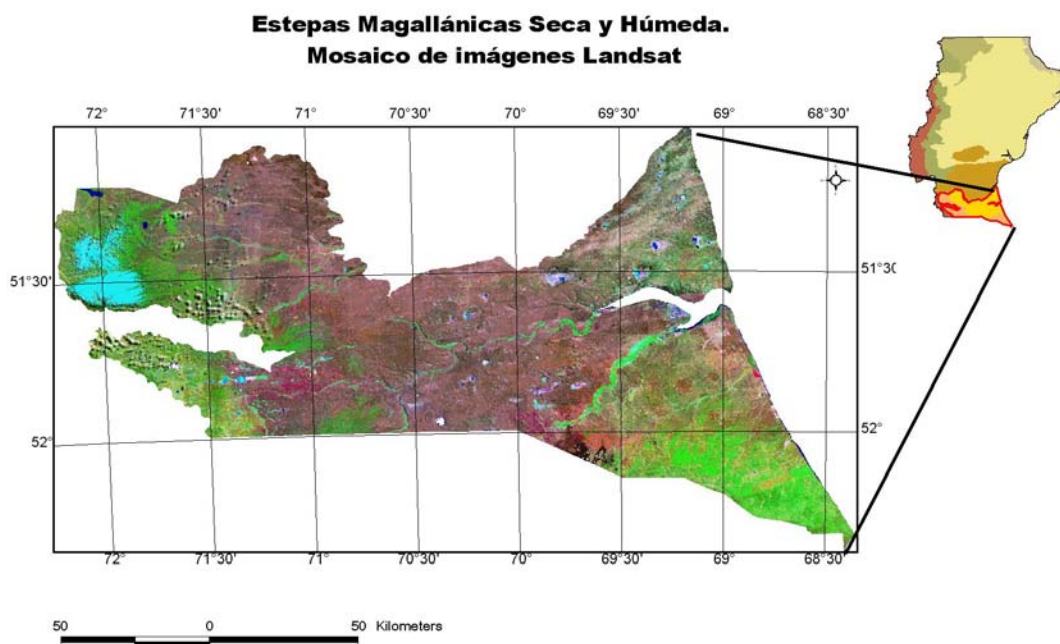 Estepas Magallánicas Seca y Húmeda.
Mosaico de imágenes Landsat
72° 71°30' 71° 70°30' 70° 69°30' 69° 68°30'
51°30' 51°30'
52° 52°
72° 71°30' 71° 70°30' 70° 69°30' 69° 68°30'
50 0 50 Kilometers